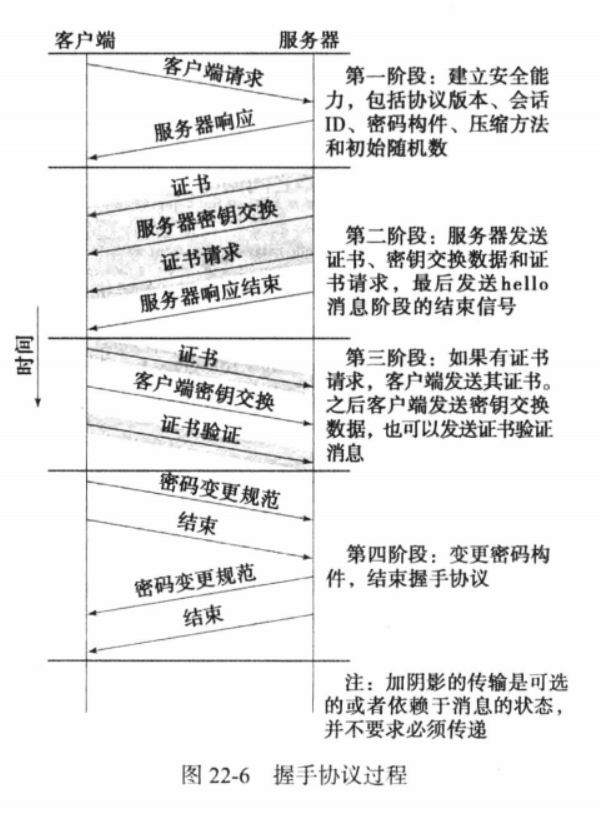 客户端
服务器
客户端请求
服务器响应
第一阶段：建立安全能
力，包括协议版本、会话
ID、密码构件、压缩方法
和初始随机数
证书
服务器密钥交换
证书请求
服务器响应结束
第二阶段：服务器发送
证书、密钥交换数据和证
书请求，最后发送hello
消息阶段的结束信号
时间
证书
客户端密钥交换
证书验证
第三阶段：如果有证书
请求，客户端发送其证书。
之后客户端发送密钥交换
数据，也可以发送证书验证
消息
密码变更规范
结束
密码变更规范
结束
第四阶段：变更密码构
件，结束握手协议
注：加阴影的传输是可选
的或者依赖于消息的状态，
并不要求必须传递
图 22-6 握手协议过程